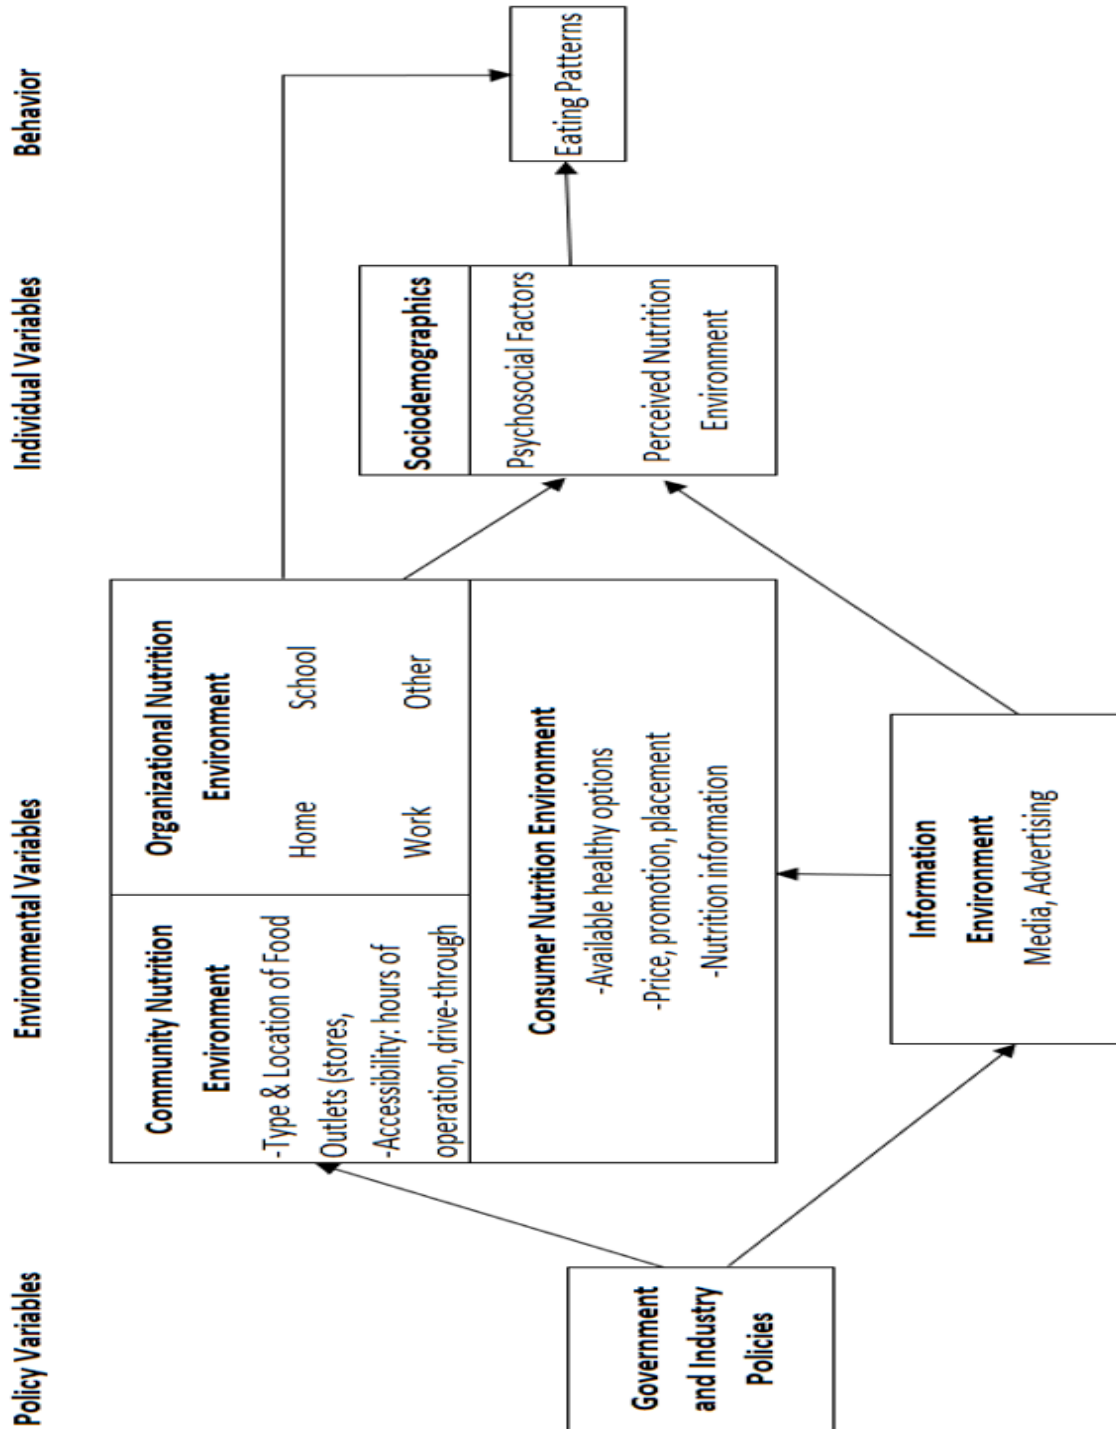 Policy Variables
Environmental Variables
Individual Variables
Behavior
Government
and Industry
Policies
Community Nutrition
Environment
-Type & Location of Food
Outlets (stores,
-Accessibility: hours of
operation, drive-through
Organizational Nutrition
Environment
Home School
Work Other
Consumer Nutrition Environment
-Available healthy options
-Price, promotion, placement
-Nutrition information
Information
Environment
Media, Advertising
Sociodemographics
Psychosocial Factors
Perceived Nutrition
Environment
Eating Patterns